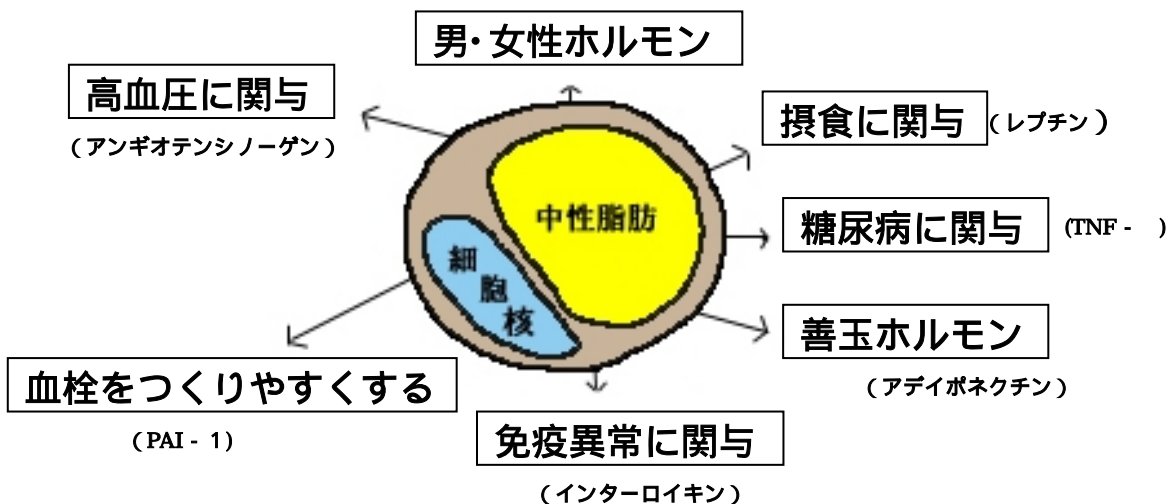 男・女性ホルモン
高血圧に関与
（アンギオテンシノーゲン）
摂食に関与（レプチン）
中性脂肪
糖尿病に関与 (TNF - )
細胞核
善玉ホルモン
（アデイポネクチン）
血栓をつくりやすくする
（PAI - 1）
免疫異常に関与
（インターロイキン）